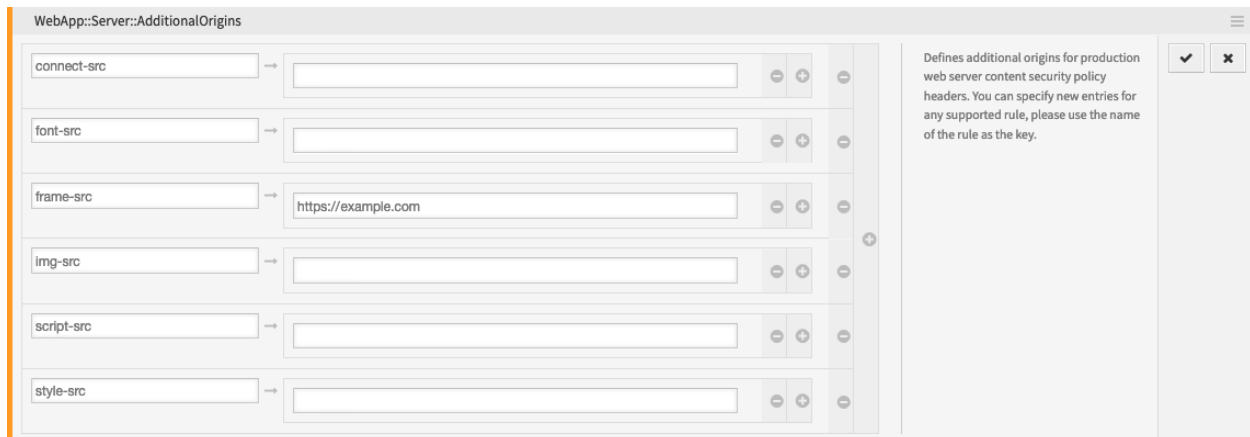 WebApp::Server::AdditionalOrigins
connect-src
font-src
frame-src
https://example.com
img-src
script-src
style-src
Defines additional origins for production
web server content security policy
headers. You can specify new entries for
any supported rule, please use the name
of the rule as the key.